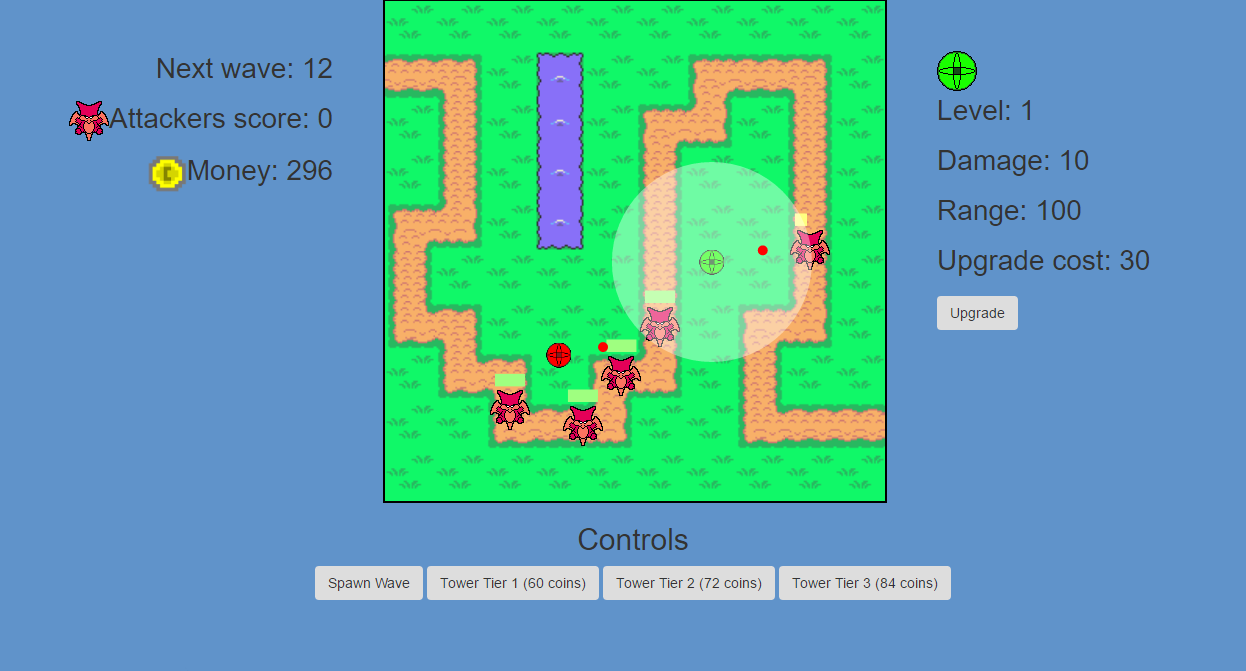 Next wave: 12
Attackers score: 0
Money: 296
Level: 1
Damage: 10
Range: 100
Upgrade cost: 30
Upgrade
Controls
Spawn Wave
Tower Tier 1 (60 coins)
Tower Tier 2 (72 coins)
Tower Tier 3 (84 coins)